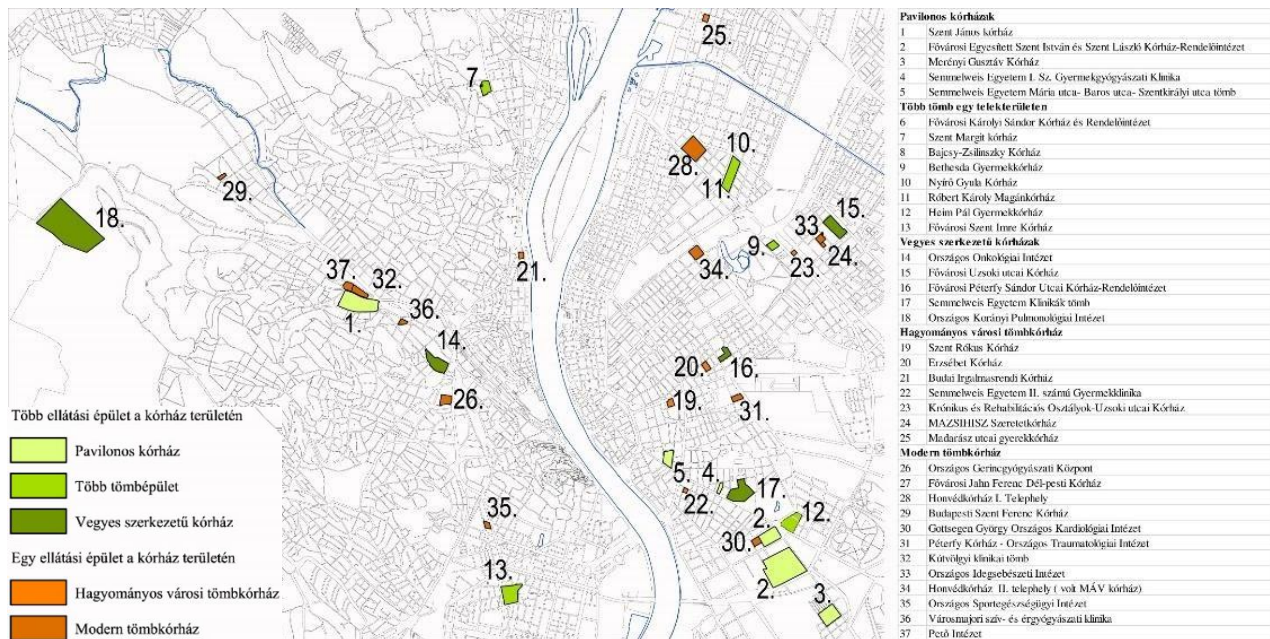 25.
7.
10.
28.
11.
29.
18.
15.
33.
9.
23.
24.
34.
21.
37.
32.
36.
1.
14.
20.
16.
26.
19.
31.
5.
4.
22.
17.
2.
12.
35.
30.
2.
13.
3.
Több ellátási épület a kórház területén
Pavilonos kórház
Több tömbépület
Vegyes szerkezetű kórház
Egy ellátási épület a kórház területén
Hagyományos városi tömbkórház
Modern tömbkórház
Pavilonos kórházak
1 Szent János kórház
2 Fővárosi Egyesített Szent István és Szent László Kórház-Rendelőintézet
3 Merényi Gusztáv Kórház
4 Semmelweis Egyetem I. Sz. Gyermekgyógyászati Klinika
5 Semmelweis Egyetem Mária utca- Baros utca- Szentkirályi utca tömb
Több tömb egy telekterületen
6 Fővárosi Károlyi Sándor Kórház és Rendelőintézet
7 Szent Margit kórház
8 Bajcsy-Zsilinszky Kórház
9 Bethesda Gyermekkórház
10 Nyírő Gyula Kórház
11 Róbert Károly Magánkórház
12 Heim Pál Gyermekkórház
13 Fővárosi Szent Imre Kórház
Vegyes szerkezetű kórházak
14 Országos Onkológiai Intézet
15 Fővárosi Uzsoki utcai Kórház
16 Fővárosi Péterfy Sándor Utcai Kórház-Rendelőintézet
17 Semmelweis Egyetem Klinikák tömb
18 Országos Korányi Pulmonológiai Intézet
Hagyományos városi tömbkórház
19 Szent Rókus Kórház
20 Erzsébet Kórház
21 Budai Irgalmasrendi Kórház
22 Semmelweis Egyetem II. számú Gyermekklinika
23 Krónikus és Rehabilitációs Osztályok-Uzsoki utcai Kórház
24 MAZSIHISZ Szeretetkórház
25 Madarász utcai gyerekkórház
Modern tömbkórház
26 Országos Gerincgyógyászati Központ
27 Fővárosi Jahn Ferenc Dél-pesti Kórház
28 Honvédkórház I. Telephely
29 Budapesti Szent Ferenc Kórház
30 Gottsegen György Országos Kardiológiai Intézet
31 Péterfy Kórház - Országos Traumatológiai Intézet
32 Kútvölgyi klinikai tömb
33 Országos Idegsebészeti Intézet
34 Honvédkórház II. telephely ( volt MÁV kórház)
35 Országos Sportegészségügyi Intézet
36 Városmajori szív- és érgyógyászati klinika
37 Pető Intézet